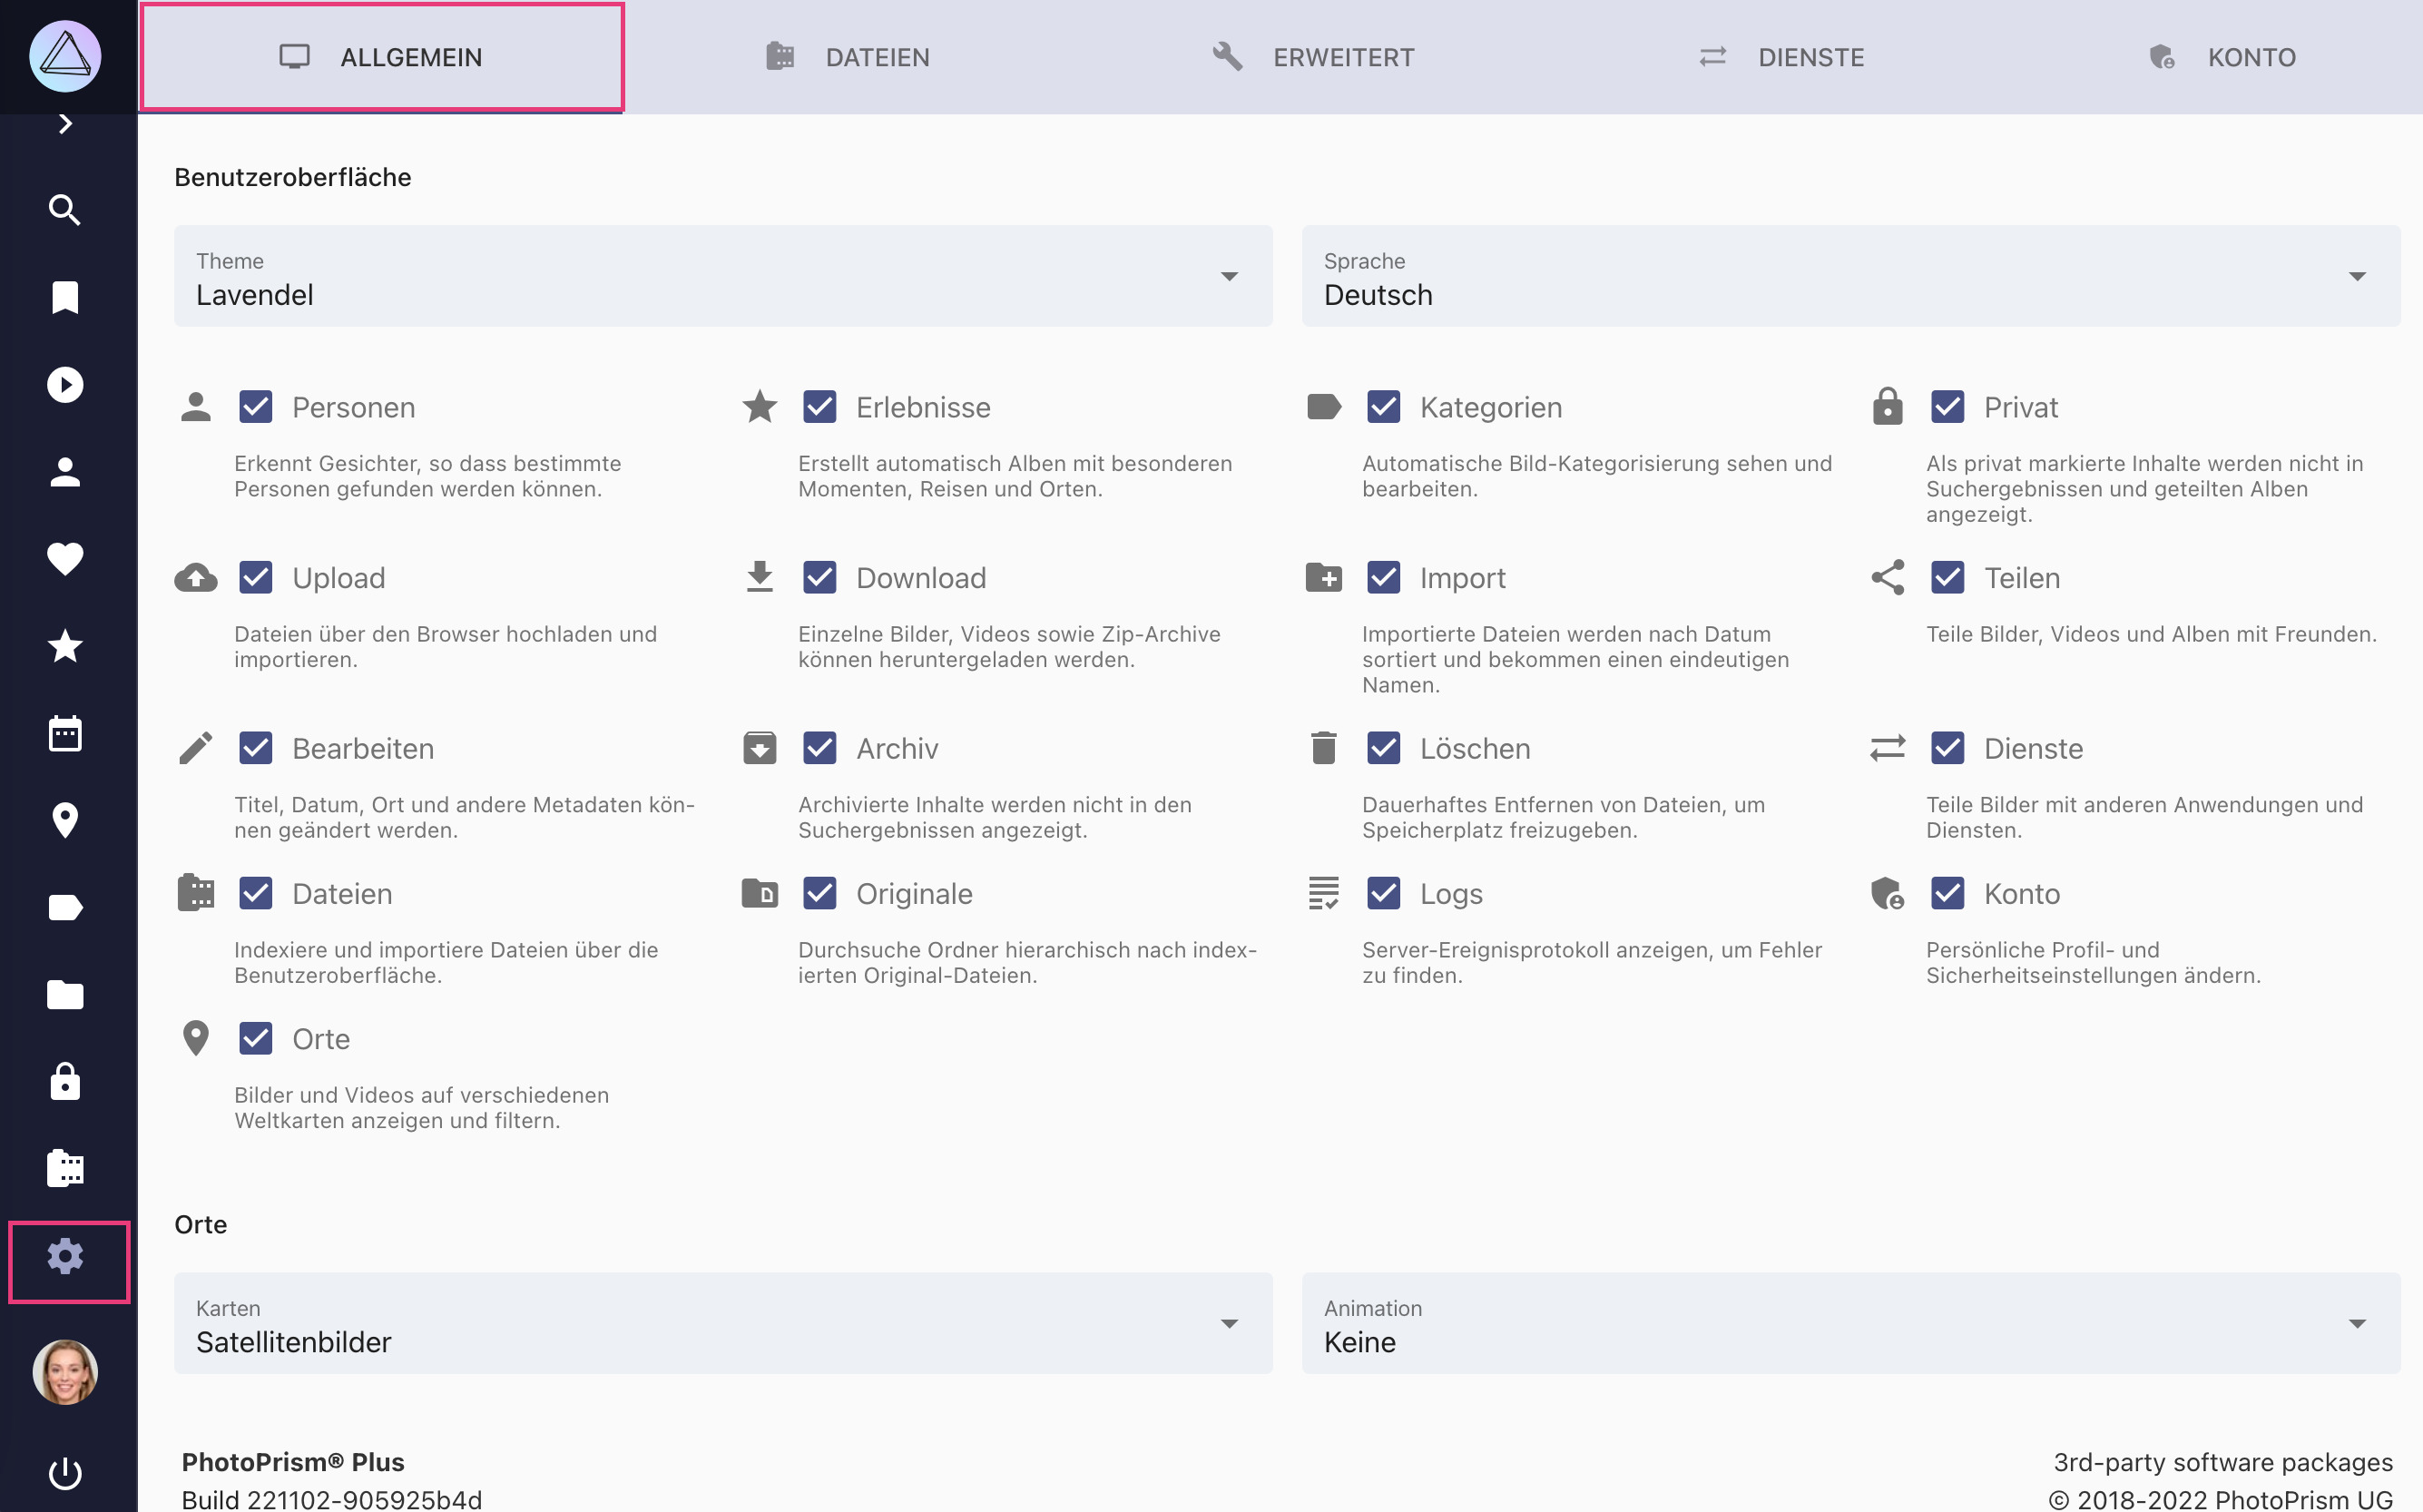 ALLGEMEIN
DATEIEN
ERWEITERT
DIENSTE
KONTO
Benutzeroberfläche
Theme
Lavendel
Sprache
Deutsch
Personen
Erkennt Gesichter, so dass bestimmte
Personen gefunden werden können.
Erlebnisse
Erstellt automatisch Alben mit besonderen
Momenten, Reisen und Orten.
Kategorien
Automatische Bild-Kategorisierung sehen und
bearbeiten.
Privat
Als privat markierte Inhalte werden nicht in
Suchergebnissen und geteilten Alben
angezeigt.
Upload
Dateien über den Browser hochladen und
importieren.
Download
Einzelne Bilder, Videos sowie Zip-Archive
können heruntergeladen werden.
Import
Importierte Dateien werden nach Datum
sortiert und bekommen einen eindeutigen
Namen.
Teilen
Teile Bilder, Videos und Alben mit Freunden.
Bearbeiten
Titel, Datum, Ort und andere Metadaten kön-
nen geändert werden.
Archiv
Archivierte Inhalte werden nicht in den
Suchergebnissen angezeigt.
Löschen
Dauerhaftes Entfernen von Dateien, um
Speicherplatz freizugeben.
Dienste
Teile Bilder mit anderen Anwendungen und
Diensten.
Dateien
Indexiere und importiere Dateien über die
Benutzeroberfläche.
Originale
Durchsuche Ordner hierarchisch nach index-
ierten Original-Dateien.
Logs
Server-Ereignisprotokoll anzeigen, um Fehler
zu finden.
Konto
Persönliche Profil- und
Sicherheitseinstellungen ändern.
Orte
Bilder und Videos auf verschiedenen
Weltkarten anzeigen und filtern.
Orte
Karten
Satellitenbilder
Animation
Keine
PhotoPrism® Plus
Build 221102-905925b4d
3rd-party software packages
© 2018-2022 PhotoPrism UG